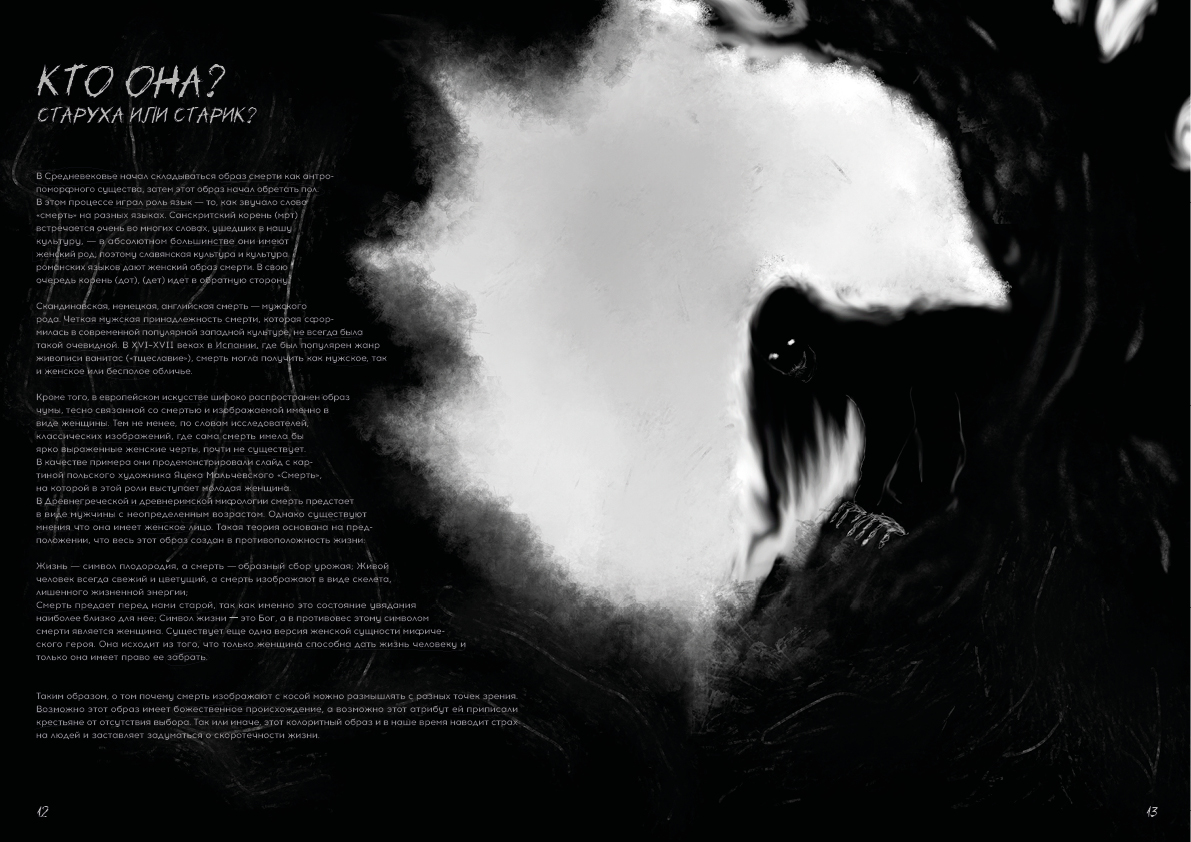 КТО ОНА?
СТАРУХА ИЛИ СТАРИК?
В Средневековье начал складываться образ смерти как антро-
поморфного существа, затем этот образ начал обретать пол.
В этом процессе играл роль язык — то, как звучало слово
«смерть» на разных языках. Санскритский корень (мрт)
встречается очень во многих словах, ушедших в нашу
культуру, — в абсолютном большинстве они имеют
женский род; поэтому славянская культура и культура
романских языков дают женский образ смерти. В свою
очередь корень (дот), (дет) идет в обратную сторону.
Скандинавская, немецкая, английская смерть — мужского
рода. Четкая мужская принадлежность смерти, которая сфор-
милась в современной популярной западной культуре, не всегда была
такой очевидной. В XVI–XVII веках в Испании, где был популярен жанр
живописи ванитас («тщеславие»), смерть могла получить как мужское, так
и женское или бесполое обличье.
Кроме того, в европейском искусстве широко распространен образ
чумы, тесно связанной со смертью и изображаемой именно в
виде женщины. Тем не менее, по словам исследователей,
классических изображений, где сама смерть имела бы
ярко выраженные женские черты, почти не существует.
В качестве примера они продемонстрировали слайд с кар-
тиной польского художника Яцека Мальчевского «Смерть»,
на которой в этой роли выступает молодая женщина.
В Древнегреческой и древнеримской мифологии смерть предстает
в виде мужчины с неопределенным возрастом. Однако существуют
мнения что она имеет женское лицо. Такая теория основана на пред-
положении, что весь этот образ создан в противоположность жизни:
Жизнь — символ плодородия, а смерть — образный сбор урожая; Живой
человек всегда свежий и цветущий, а смерть изображают в виде скелета,
лишенного жизненной энергии;
Смерть предает перед нами старой, так как именно это состояние увядания
наиболее близко для нее; Символ жизни — это Бог, а в противовес этому символом
смерти является женщина. Существует еще одна версия женской сущности мифиче-
ского героя. Она исходит из того, что только женщина способна дать жизнь человеку и
только она имеет право ее забрать.
Таким образом, о том почему смерть изображают с косой можно размышлять с разных точек зрения.
Возможно этот образ имеет божественное происхождение, а возможно этот атрибут ей приписали
крестьяне от отсутствия выбора. Так или иначе, этот колоритный образ и в наше время наводит страх
на людей и заставляет задуматься о скоротечности жизни.
12
13